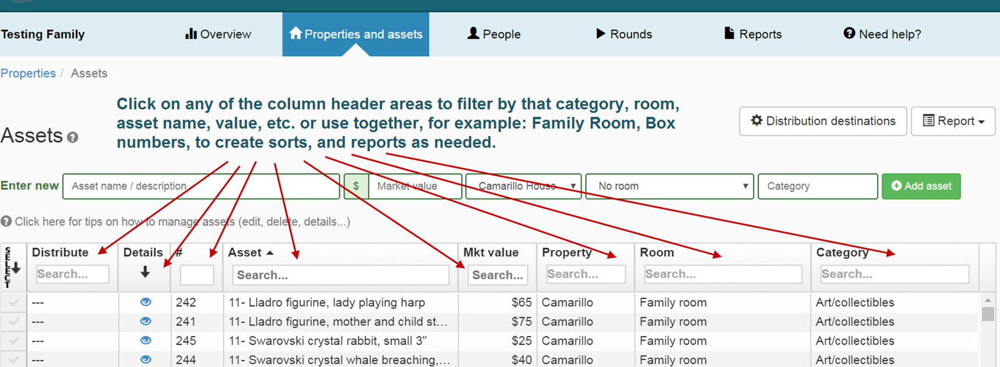 Testing Family Overview Properties and assets People Rounds Reports Need help?
Properties / Assets
Click on any of the column header areas to filter by that category, room,
asset name, value, etc. or use together, for example: Family Room, Box
numbers, to create sorts, and reports as needed.
Assets
Distribution destinations Report
Enter new Asset name / description $ Market value Camarillo House No room Category Add asset
Click here for tips on how to manage assets (edit, delete, details...)
SELECT Distribute Details # Asset Mkt value Property Room Category
Search... Search... Search... Search... Search... Search...
--- 242 11- Lladro figurine, lady playing harp $65 Camarillo Family room Art/collectibles
--- 241 11- Lladro figurine, mother and child st... $75 Camarillo Family room Art/collectibles
--- 245 11- Swarovski crystal rabbit, small 3" $25 Camarillo Family room Art/collectibles
--- 244 11- Swarovski crystal whale breaching,... $40 Camarillo Family room Art/collectibles